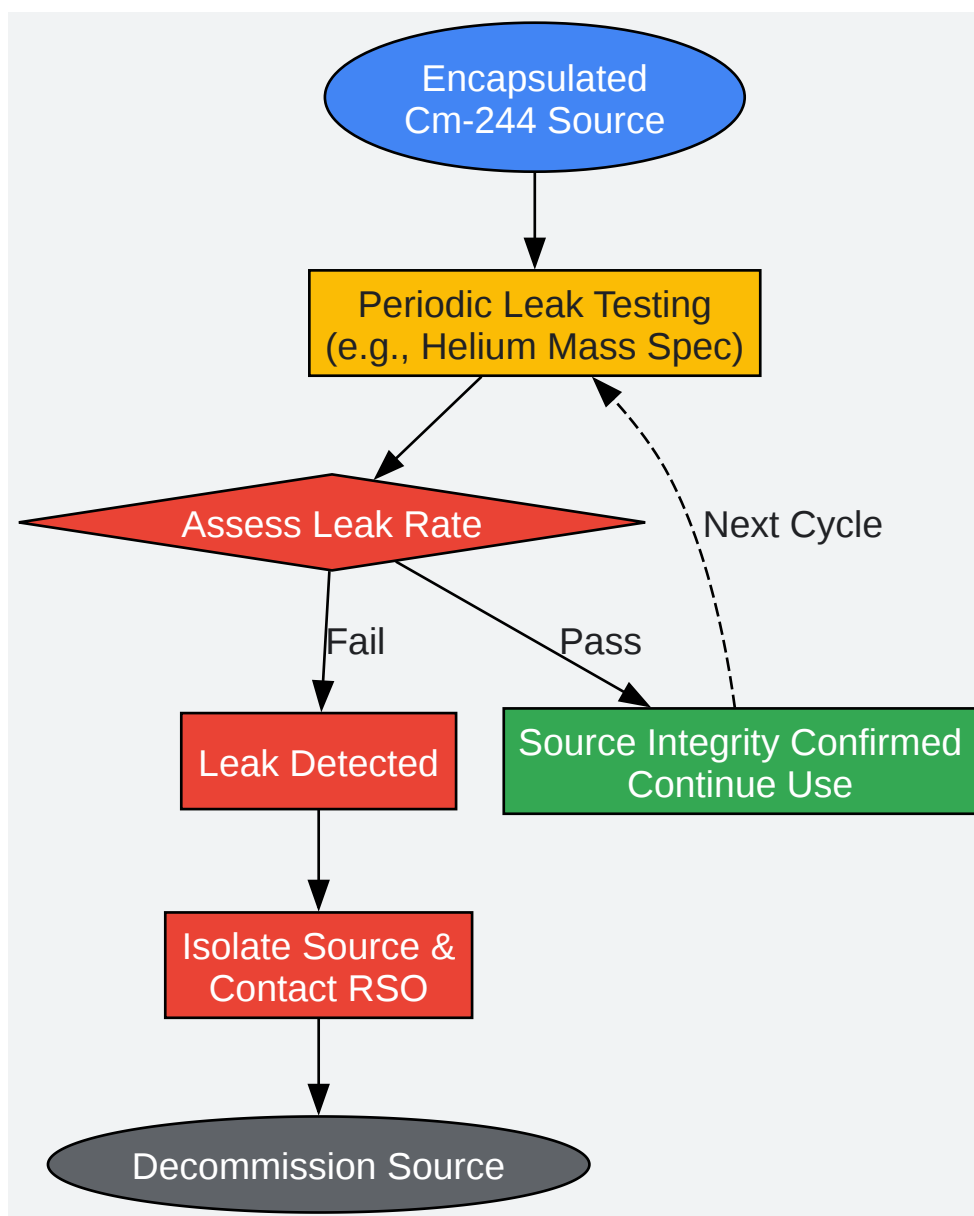 Encapsulated
Cm-244 Source
Periodic Leak Testing
(e.g., Helium Mass Spec)
Assess Leak Rate
Next Cycle
Fail
Pass
Leak Detected
Source Integrity Confirmed
Continue Use
Isolate Source &
Contact RSO
Decommission Source